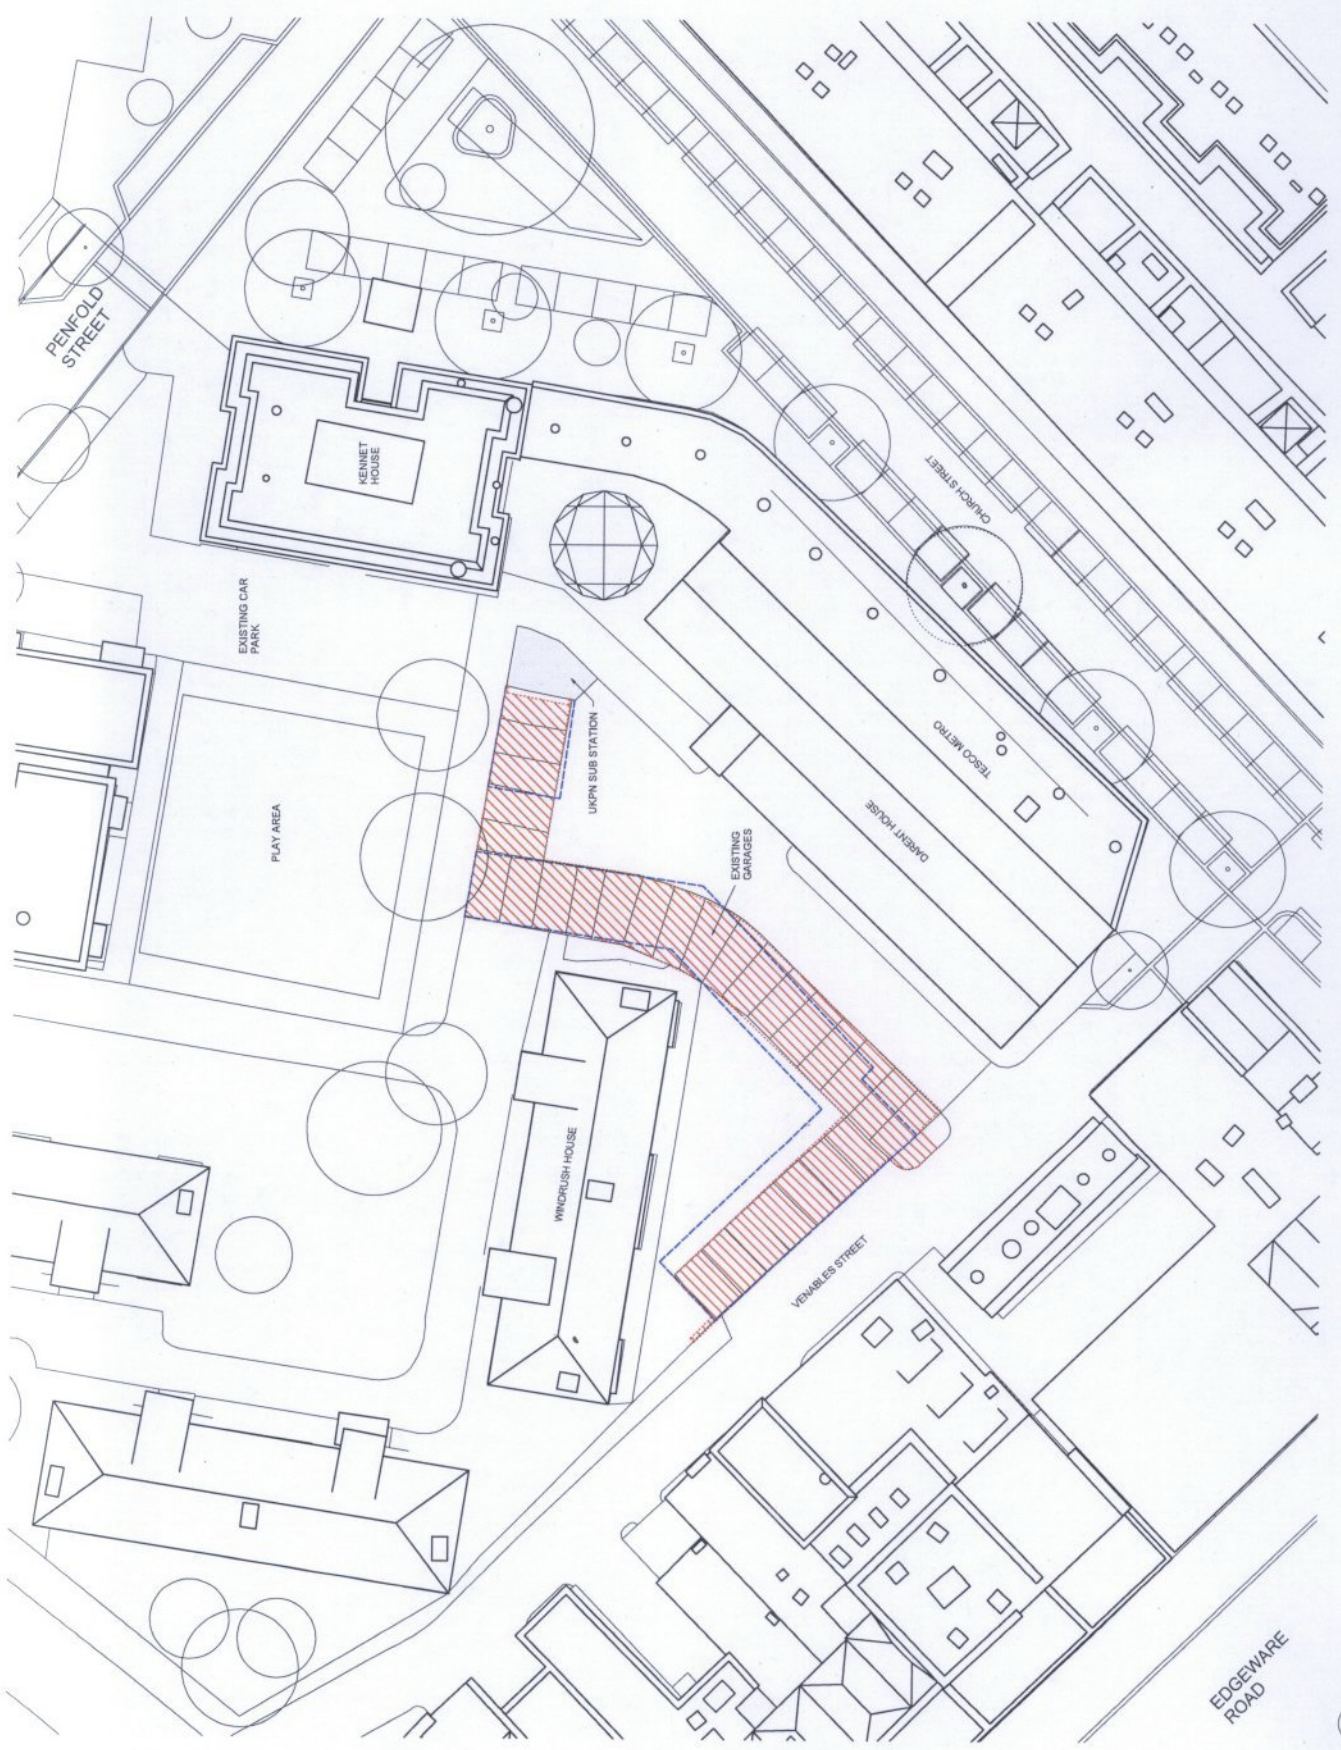 PENFOLD
STREET
KENNET
HOUSE
CHURCH STREET
EXISTING CAR
PARK
UKPN SUB STATION
TESCO METRO
DARENT HOUSE
PLAY AREA
EXISTING
GARAGES
WINDRUSH HOUSE
VENABLES STREET
EDGEWARE
ROAD